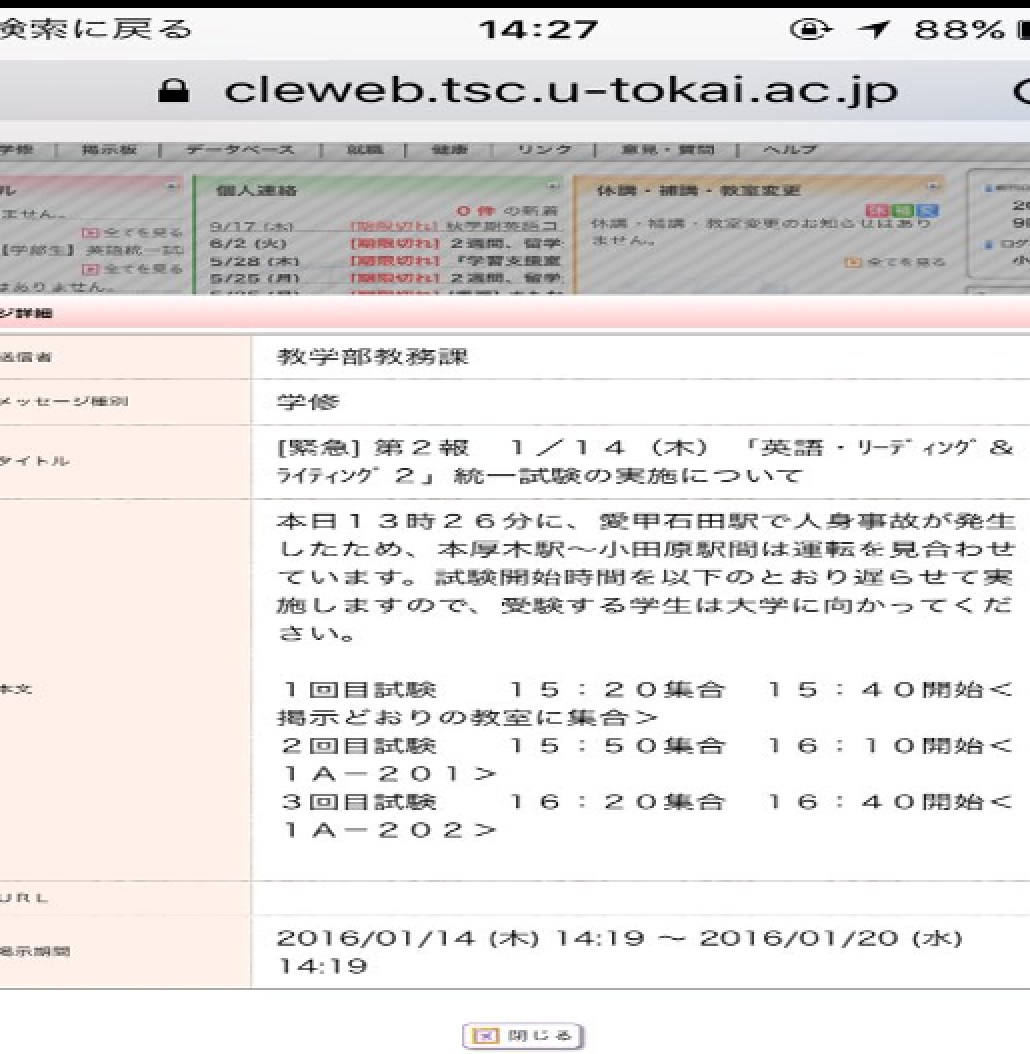 検索に戻る 14:27 88%
cleweb.tsc.u-tokai.ac.jp
学修 | 掲示板 | データベース | 就職 | 健康 | リンク | 意見・質問 | ヘルプ
個人連絡 休講・補講・教室変更
ません。 0件 の新着 休 補 変
9/17 (木) [期限切れ] 秋学期英語コ 休講・補講・教室変更のお知らせはあり
全てを見る
6/2 (火) [期限切れ] 2週間、留学 ません。
【学部生】 英語統一試
5/28 (木) [期限切れ] 『学習支援室
全てを見る 5/25 (月) [期限切れ] 2週間、留学 全てを見る
はありません。
ジ詳細
送信者 教学部教務課
メッセージ種別 学修
タイトル [緊急] 第2報 1/14(木)「英語・リーディング&
ライティング2」統一試験の実施について
本日13時26分に、愛甲石田駅で人身事故が発生
したため、本厚木駅~小田原駅間は運転を見合わせ
ています。試験開始時間を以下のとおり遅らせて実
施しますので、受験する学生は大学に向かってくだ
さい。
本文
1回目試験 15:20集合 15:40開始<
掲示どおりの教室に集合>
2回目試験 15:50集合 16:10開始<
1A-201>
3回目試験 16:20集合 16:40開始<
1A-202>
URL
掲示期間 2016/01/14 (木) 14:19 ~ 2016/01/20 (水)
14:19
閉じる